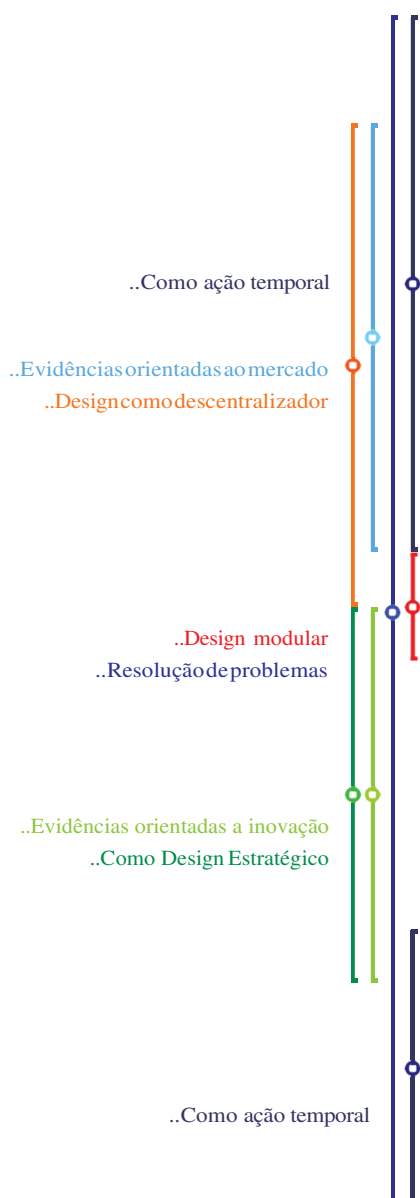 ..Como ação temporal
..Evidências orientadas ao mercado
..Design como descentralizador
..Design modular
..Resolução de problemas
..Evidências orientadas a inovação
..Como Design Estratégico
..Como ação temporal